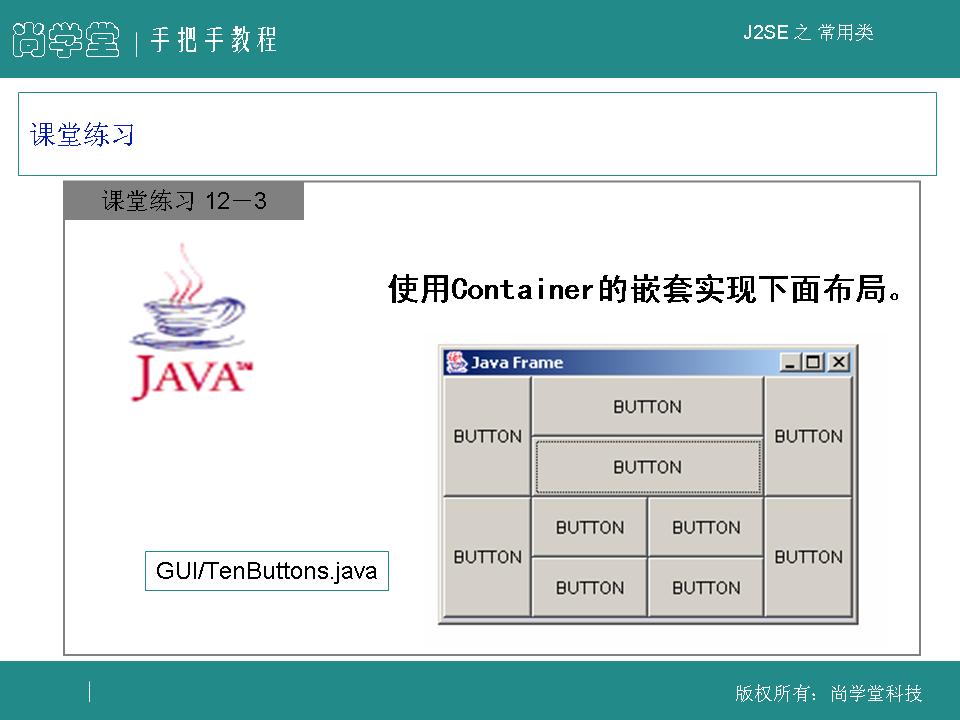 尚学堂 | 手把手教程
J2SE 之 常用类
课堂练习
课堂练习 12－3
JAVA™
使用Container的嵌套实现下面布局。
Java Frame
BUTTON
BUTTON
BUTTON
BUTTON
BUTTON
BUTTON
BUTTON
BUTTON
BUTTON
BUTTON
GUI/TenButtons.java
版权所有：尚学堂科技